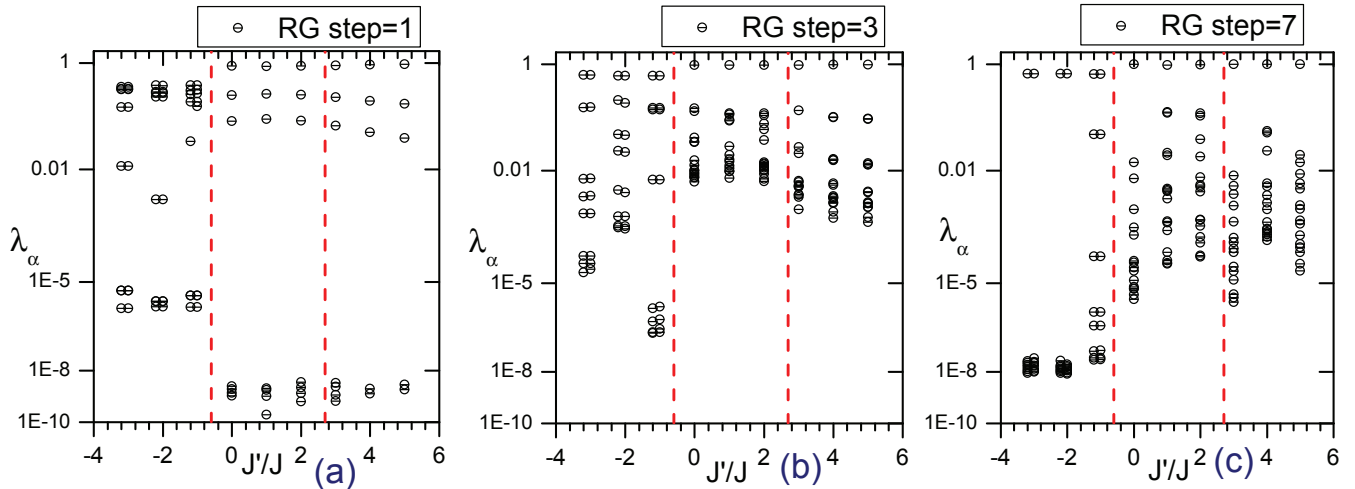 RG step=1
1
0.01
λα
1E-5
1E-8
1E-10
-4 -2 0 2 4 6
J'/J
(a)
RG step=3
1
0.01
λα
1E-5
1E-8
1E-10
-4 -2 0 2 4 6
J'/J
(b)
RG step=7
1
0.01
λα
1E-5
1E-8
1E-10
-4 -2 0 2 4 6
J'/J
(c)